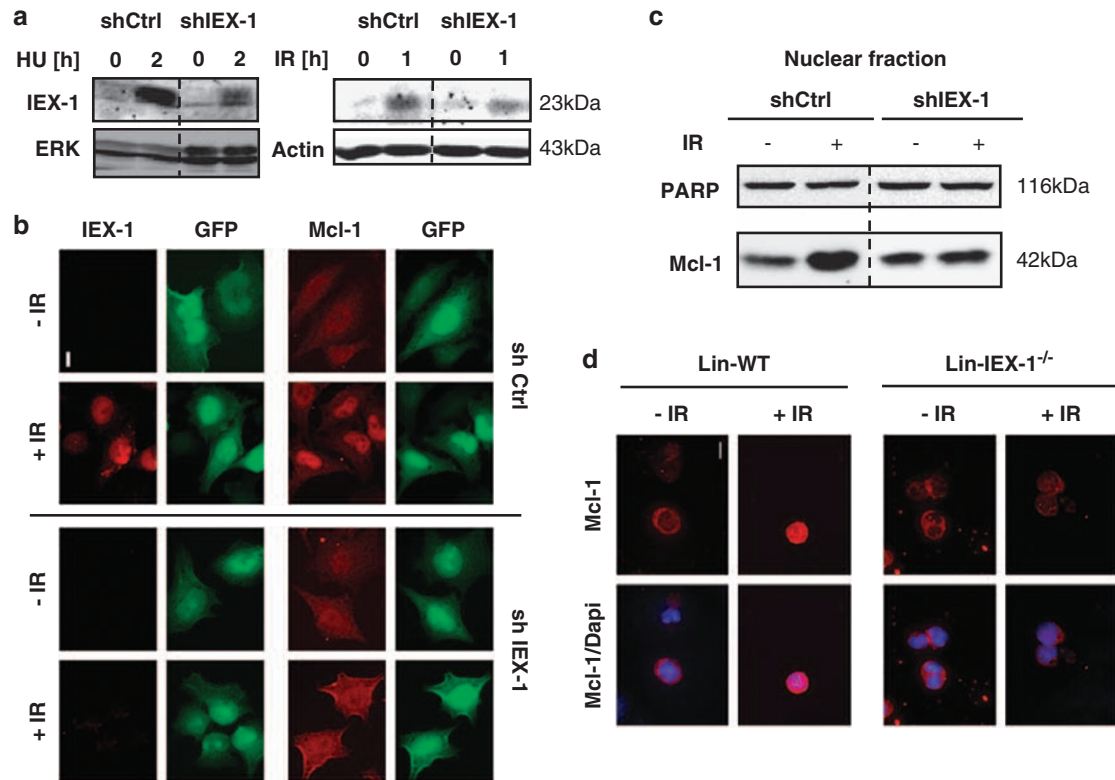 a
shCtrl shIEX-1
HU [h] 0 2 0 2
IEX-1
ERK
shCtrl shIEX-1
IR [h] 0 1 0 1
23kDa
Actin 43kDa
b
IEX-1 GFP Mcl-1 GFP
- IR
+ IR
sh Ctrl
- IR
+ IR
sh IEX-1
c
Nuclear fraction
shCtrl shIEX-1
IR - + - +
PARP 116kDa
Mcl-1 42kDa
d
Lin-WT Lin-IEX-1-/-
- IR + IR - IR + IR
Mcl-1
Mcl-1/Dapi